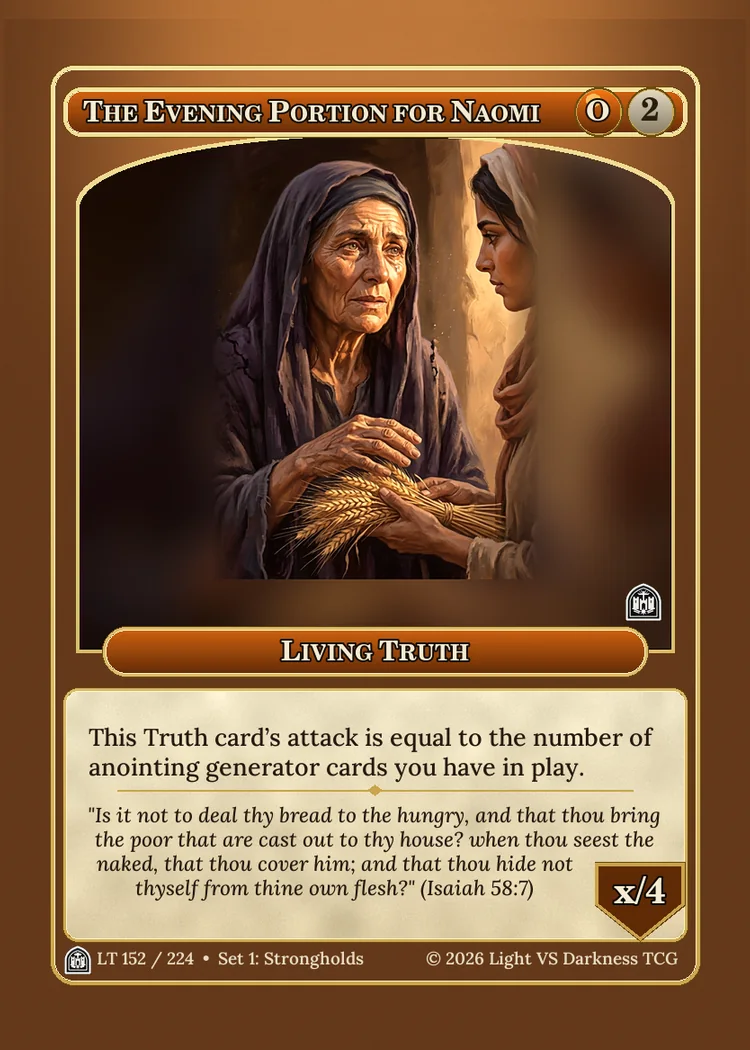 The Evening Portion for Naomi O 2
Living Truth
This Truth card's attack is equal to the number of
anointing generator cards you have in play.
"Is it not to deal thy bread to the hungry, and that thou bring
the poor that are cast out to thy house? when thou seest the
naked, that thou cover him; and that thou hide not
thyself from thine own flesh?" (Isaiah 58:7)
x/4
LT 152 / 224 • Set 1: Strongholds © 2026 Light VS Darkness TCG